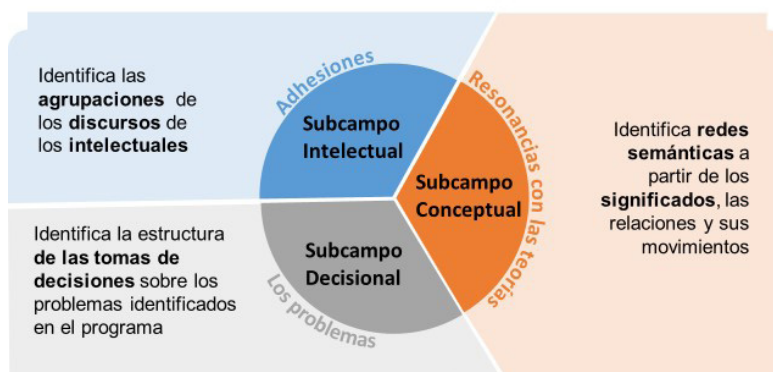 Identifica las
agrupaciones de
los discursos de
los intelectuales
Adhesiones
Subcampo
Intelectual
Resonancias con las teorías
Subcampo
Conceptual
Identifica redes
semánticas a
partir de los
significados, las
relaciones y sus
movimientos
Identifica la estructura
de las tomas de
decisiones sobre los
problemas identificados
en el programa
Subcampo
Decisional
Los problemas